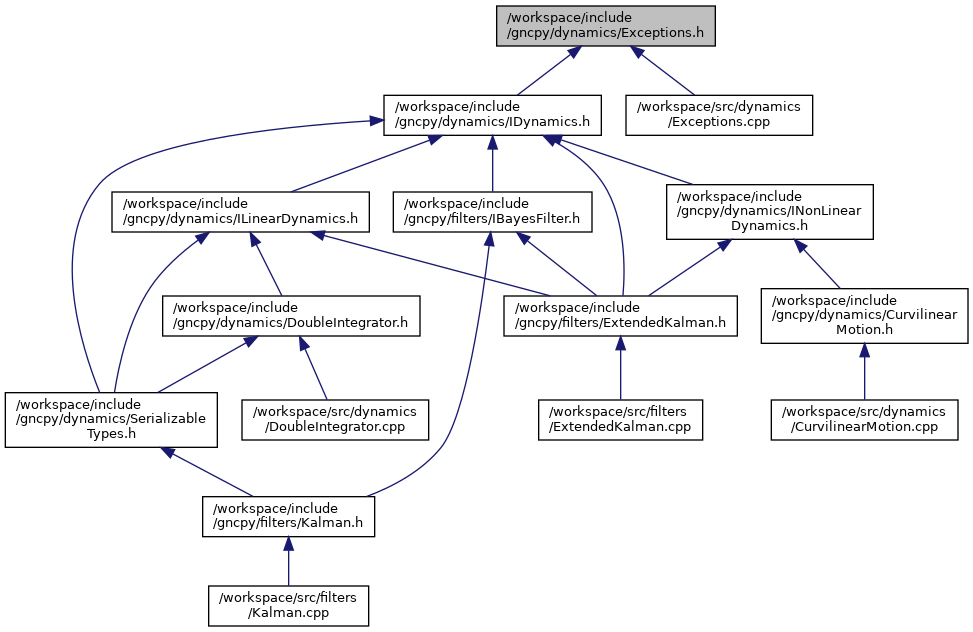 /workspace/include
/gncpy/dynamics/Exceptions.h
/workspace/include
/gncpy/dynamics/IDynamics.h
/workspace/src/dynamics
/Exceptions.cpp
/workspace/include
/gncpy/dynamics/ILinearDynamics.h
/workspace/include
/gncpy/filters/IBayesFilter.h
/workspace/include
/gncpy/dynamics/INonLinear
Dynamics.h
/workspace/include
/gncpy/dynamics/DoubleIntegrator.h
/workspace/include
/gncpy/filters/ExtendedKalman.h
/workspace/include
/gncpy/dynamics/Curvilinear
Motion.h
/workspace/include
/gncpy/dynamics/Serializable
Types.h
/workspace/src/dynamics
/DoubleIntegrator.cpp
/workspace/src/filters
/ExtendedKalman.cpp
/workspace/src/dynamics
/CurvilinearMotion.cpp
/workspace/include
/gncpy/filters/Kalman.h
/workspace/src/filters
/Kalman.cpp